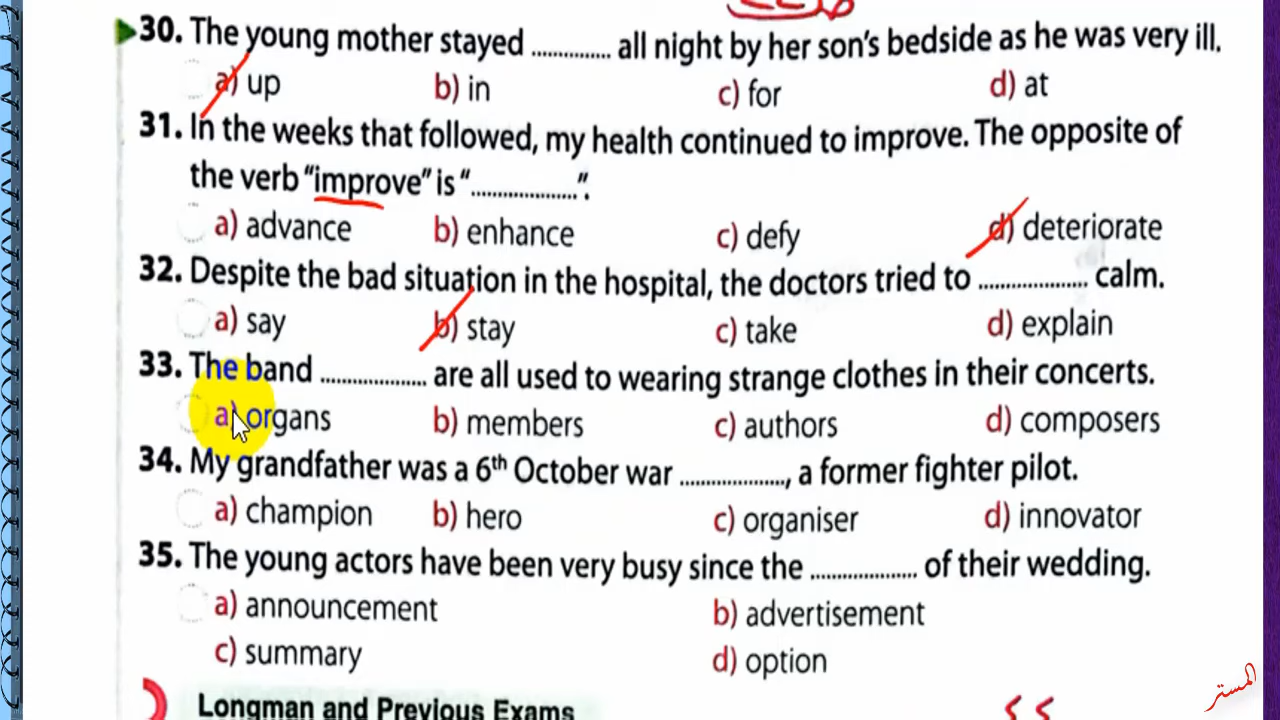 30. The young mother stayed ............... all night by her son's bedside as he was very ill.
a) up b) in c) for d) at
31. In the weeks that followed, my health continued to improve. The opposite of
the verb "improve" is "....................".
a) advance b) enhance c) defy d) deteriorate
32. Despite the bad situation in the hospital, the doctors tried to .................... calm.
a) say b) stay c) take d) explain
33. The band .................... are all used to wearing strange clothes in their concerts.
a) organs b) members c) authors d) composers
34. My grandfather was a 6th October war ...................., a former fighter pilot.
a) champion b) hero c) organiser d) innovator
35. The young actors have been very busy since the .................... of their wedding.
a) announcement b) advertisement
c) summary d) option
Longman and Previous Exams
المستر